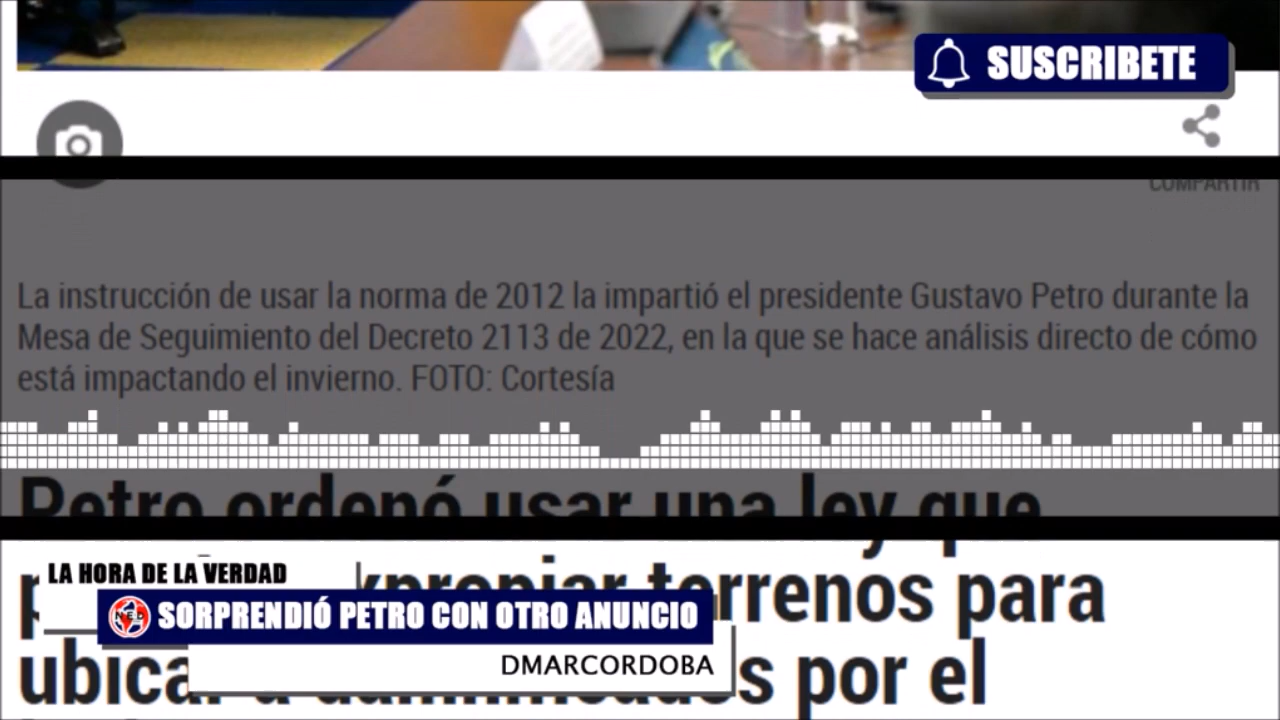 SUSCRIBETE
COMPARTIR
La instrucción de usar la norma de 2012 la impartió el presidente Gustavo Petro durante la
Mesa de Seguimiento del Decreto 2113 de 2022, en la que se hace análisis directo de cómo
está impactando el invierno. FOTO: Cortesía
Petro ordenó usar una ley que
LA HORA DE LA VERDAD
expropiar terrenos para
SORPRENDIÓ PETRO CON OTRO ANUNCIO
DMARCORDOBA
ubicar a damnificados por el